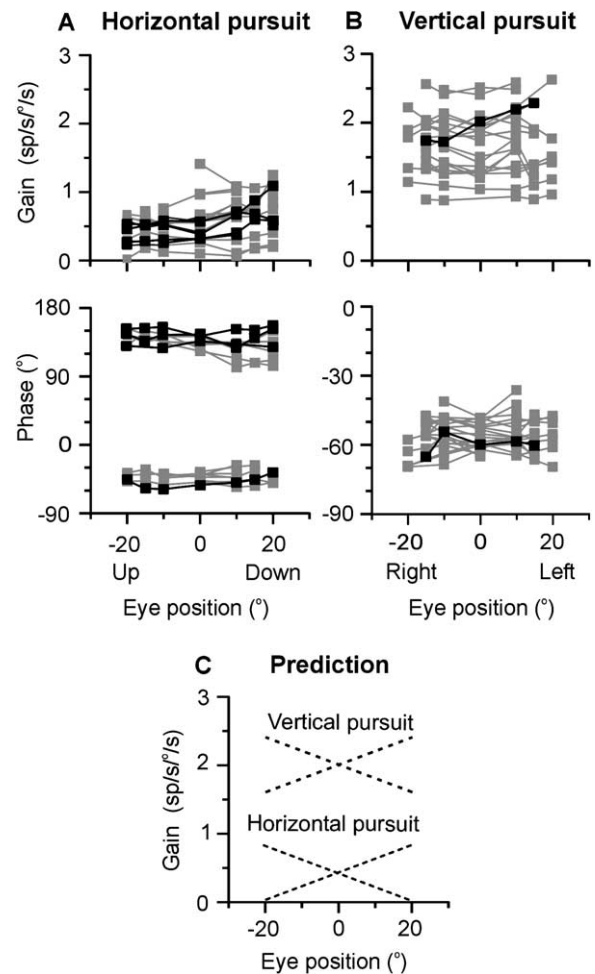 A Horizontal pursuit
B Vertical pursuit
3
2
1
0
Gain (sp/s/°/s)
3
2
1
0
180
90
0
-90
Phase (°)
0
-30
-60
-90
-20 0 20
Up Down
Eye position (°)
-20 0 20
Right Left
Eye position (°)
C Prediction
3
2
1
0
Gain (sp/s/°/s)
Vertical pursuit
Horizontal pursuit
-20 0 20
Eye position (°)